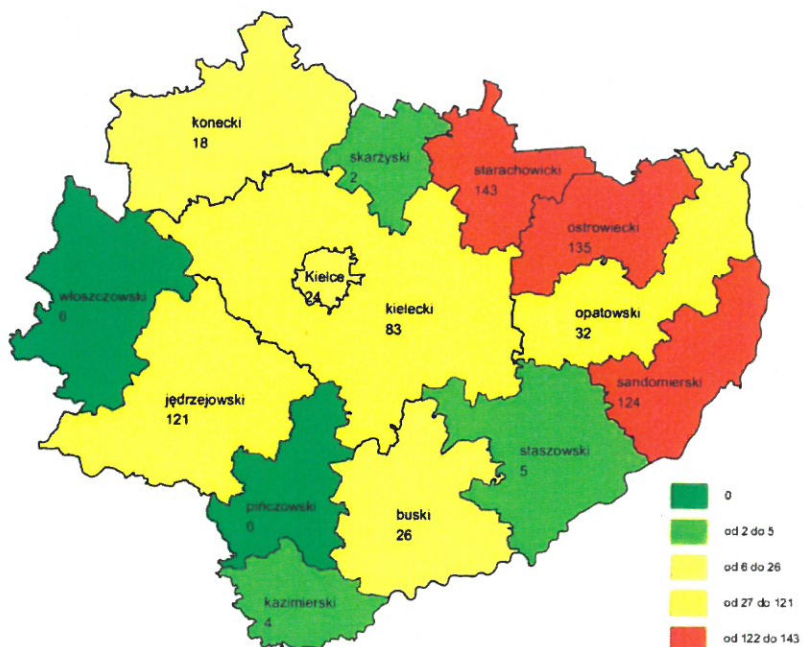 konecki
18
skarżyski
2
starachowicki
143
ostrowiecki
135
włoszczowski
0
Kielce
24
kielecki
83
opatowski
32
sandomierski
124
jędrzejowski
121
staszowski
5
pińczowski
0
buski
26
kazimierski
4
0
od 2 do 5
od 6 do 26
od 27 do 121
od 122 do 143